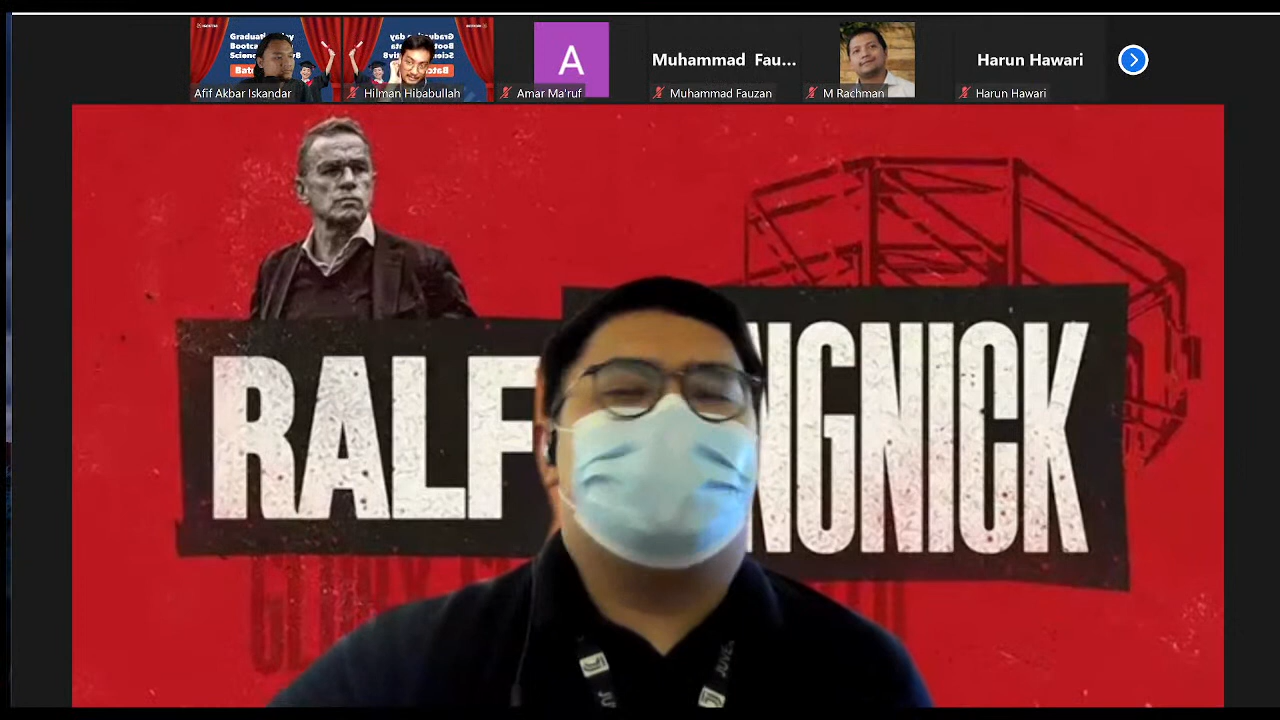 Afif Akbar Iskandar
Hilman Hibabullah
A
Amar Ma'ruf
Muhammad Fau...
Muhammad Fauzan
M Rachman
Harun Hawari
Harun Hawari
RALF
NGNICK
JUVE